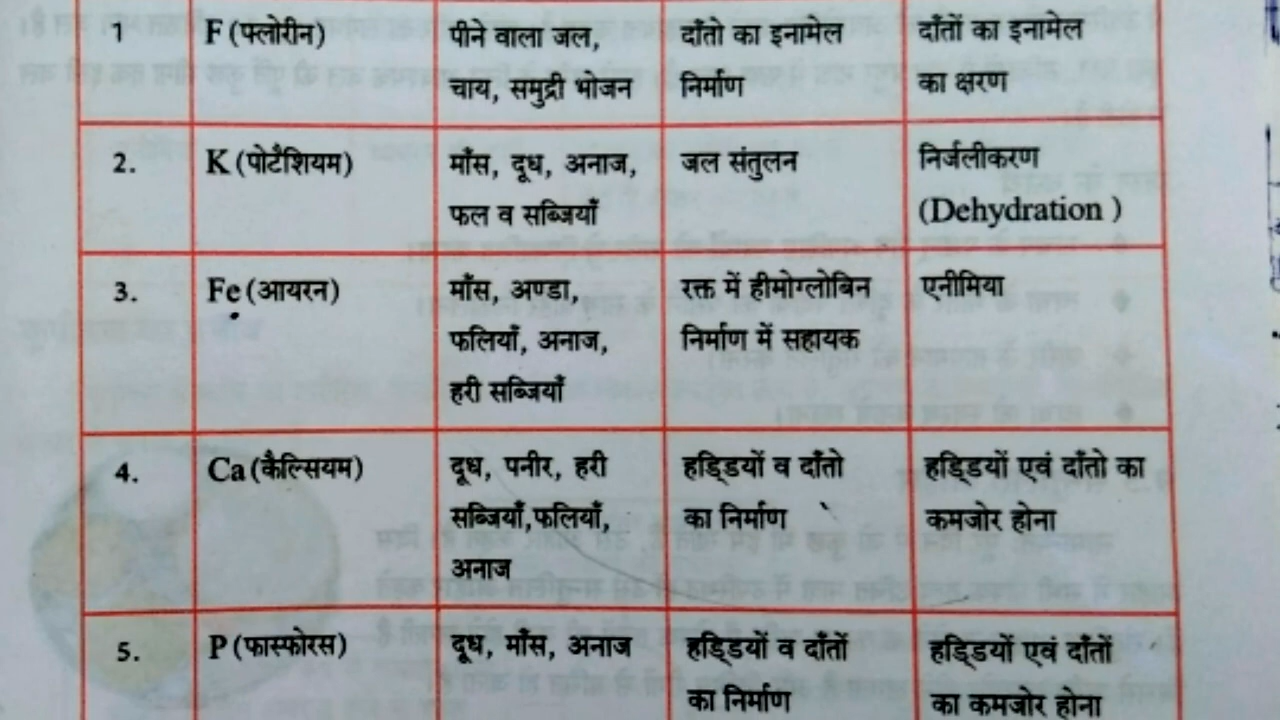 1 F (फ्लोरीन) पीने वाला जल, दाँतो का इनामेल दाँतों का इनामेल
चाय, समुद्री भोजन निर्माण का क्षरण
2. K (पोटैशियम) माँस, दूध, अनाज, जल संतुलन निर्जलीकरण
फल व सब्जियाँ (Dehydration )
3. Fe (आयरन) माँस, अण्डा, रक्त में हीमोग्लोबिन एनीमिया
फलियाँ, अनाज, निर्माण में सहायक
हरी सब्जियाँ
4. Ca (कैल्सियम) दूध, पनीर, हरी हड्डियों व दाँतो हड्डियों एवं दाँतो का
सब्जियाँ,फलियाँ, का निर्माण कमजोर होना
अनाज
5. P (फास्फोरस) दूध, माँस, अनाज हड्डियों व दाँतों हड्डियों एवं दाँतों
का निर्माण का कमजोर होना